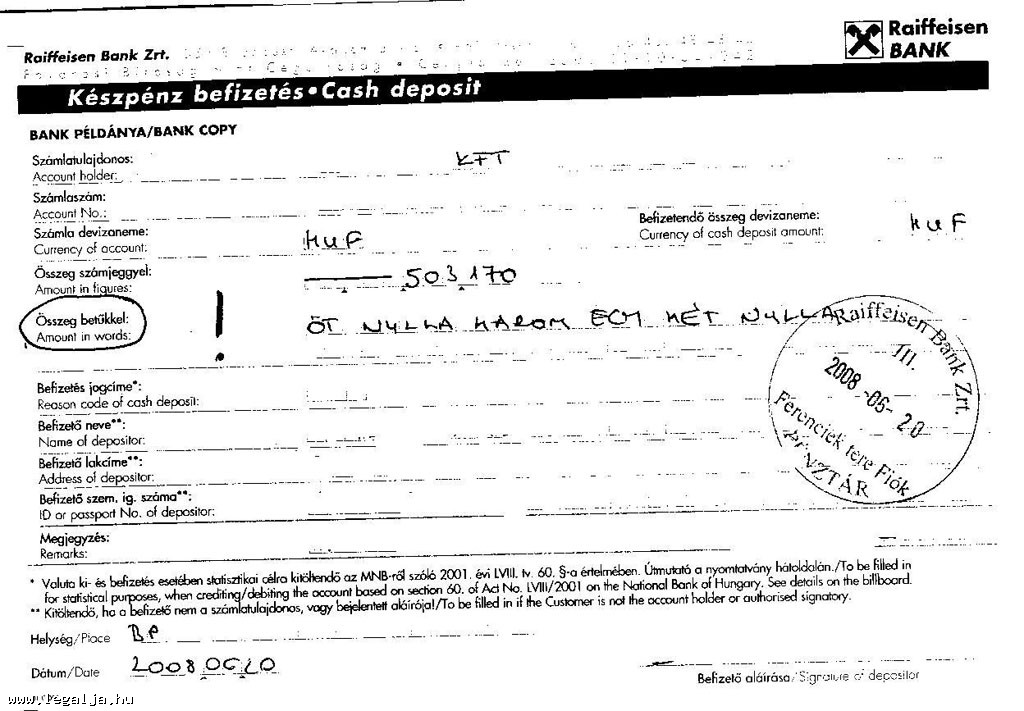 Raiffeisen
BANK
Raiffeisen Bank Zrt.
Készpénz befizetés•Cash deposit
BANK PÉLDÁNYA/BANK COPY
Számlatulajdonos:
Account holder:
KFT
Számlaszám:
Account No.:
Számla devizaneme:
Currency of account:
HUF
Befizetendő összeg devizaneme:
Currency of cash deposit amount:
HUF
Összeg számjeggyel:
Amount in figures:
503 170
Összeg betűkkel:
Amount in words:
!
ÖT NULLA HÁROM EGY HÉT NULLA
Raiffeisen Bank Zrt.
III.
2008-05-20
Ferenciek tere Fiók
PÉNZTÁR
Befizetés jogcíme*:
Reason code of cash deposit:
Befizető neve**:
Name of depositor:
Befizető lakcíme**:
Address of depositor:
Befizető szem. ig. száma**:
ID or passport No. of depositor:
Megjegyzés:
Remarks:
* Valuta ki- és befizetés esetében statisztikai célra kitöltendő az MNB-ről szóló 2001. évi LVIII. tv. 60. §-a értelmében. Útmutató a nyomtatvány hátoldalán./To be filled in
for statistical purposes, when crediting/debiting the account based on section 60. of Act No. LVIII/2001 on the National Bank of Hungary. See details on the billboard.
** Kitöltendő, ha a befizető nem a számlatulajdonos, vagy bejelentett aláírója!/To be filled in if the Customer is not the account holder or authorised signatory.
Helység/Place
BP
Dátum/Date
Befizető aláírása/Signature of depositor
www.legalja.hu